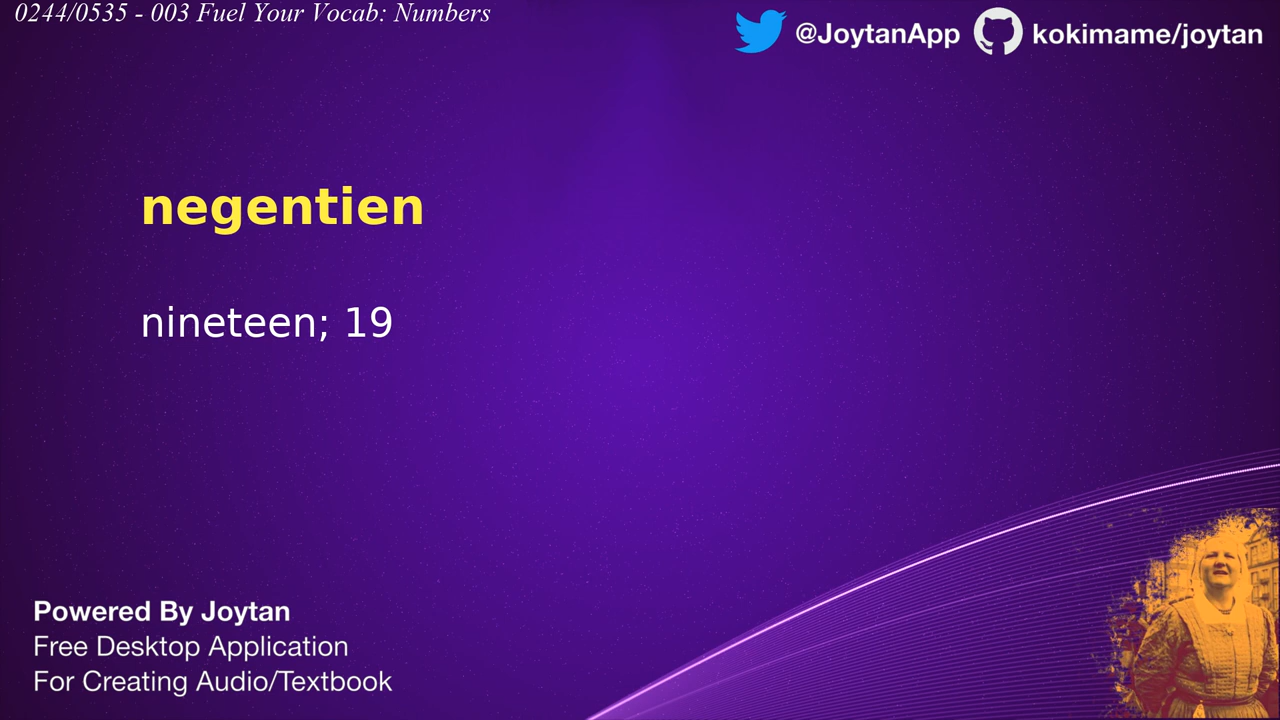 0244/0535 - 003 Fuel Your Vocab: Numbers
@JoytanApp kokimame/joytan
negentien
nineteen; 19
Powered By Joytan
Free Desktop Application
For Creating Audio/Textbook